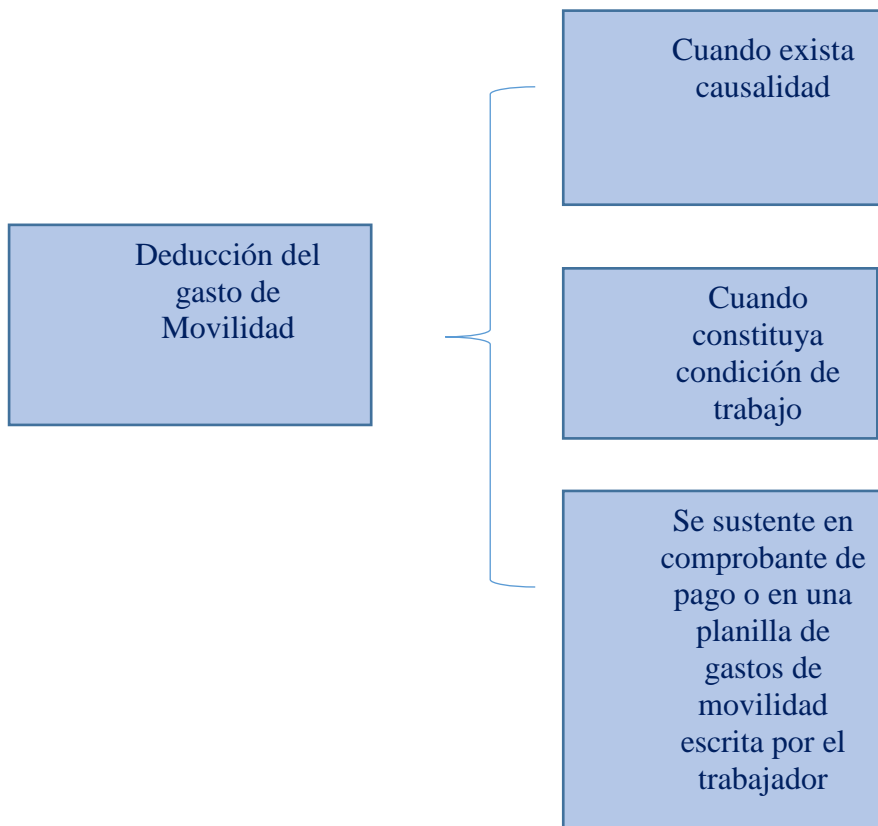 Deducción del
gasto de
Movilidad
Cuando exista
causalidad
Cuando
constituya
condición de
trabajo
Se sustente en
comprobante de
pago o en una
planilla de
gastos de
movilidad
escrita por el
trabajador